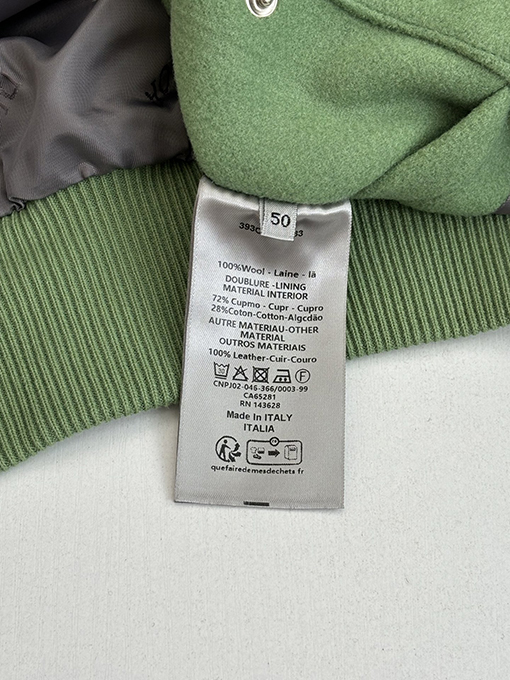 50
100%Wool - Laine - lã
DOUBLURE -LINING
MATERIAL INTERIOR
72% Cupmo - Cupr - Cupro
28%Coton-Cotton-Algcdão
AUTRE MATERIAU-OTHER
MATERIAL
OUTROS MATERIAIS
100% Leather-Cuir-Couro
CNPJ02-046-366/0003-99
CA65281
RN 143628
Made In ITALY
ITALIA
quefairedemesdechets fr